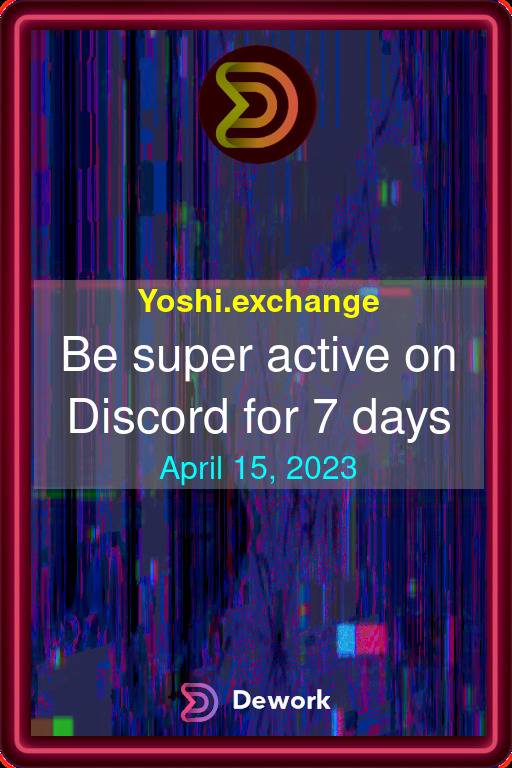 Yoshi.exchange
Be super active on
Discord for 7 days
April 15, 2023
Dework